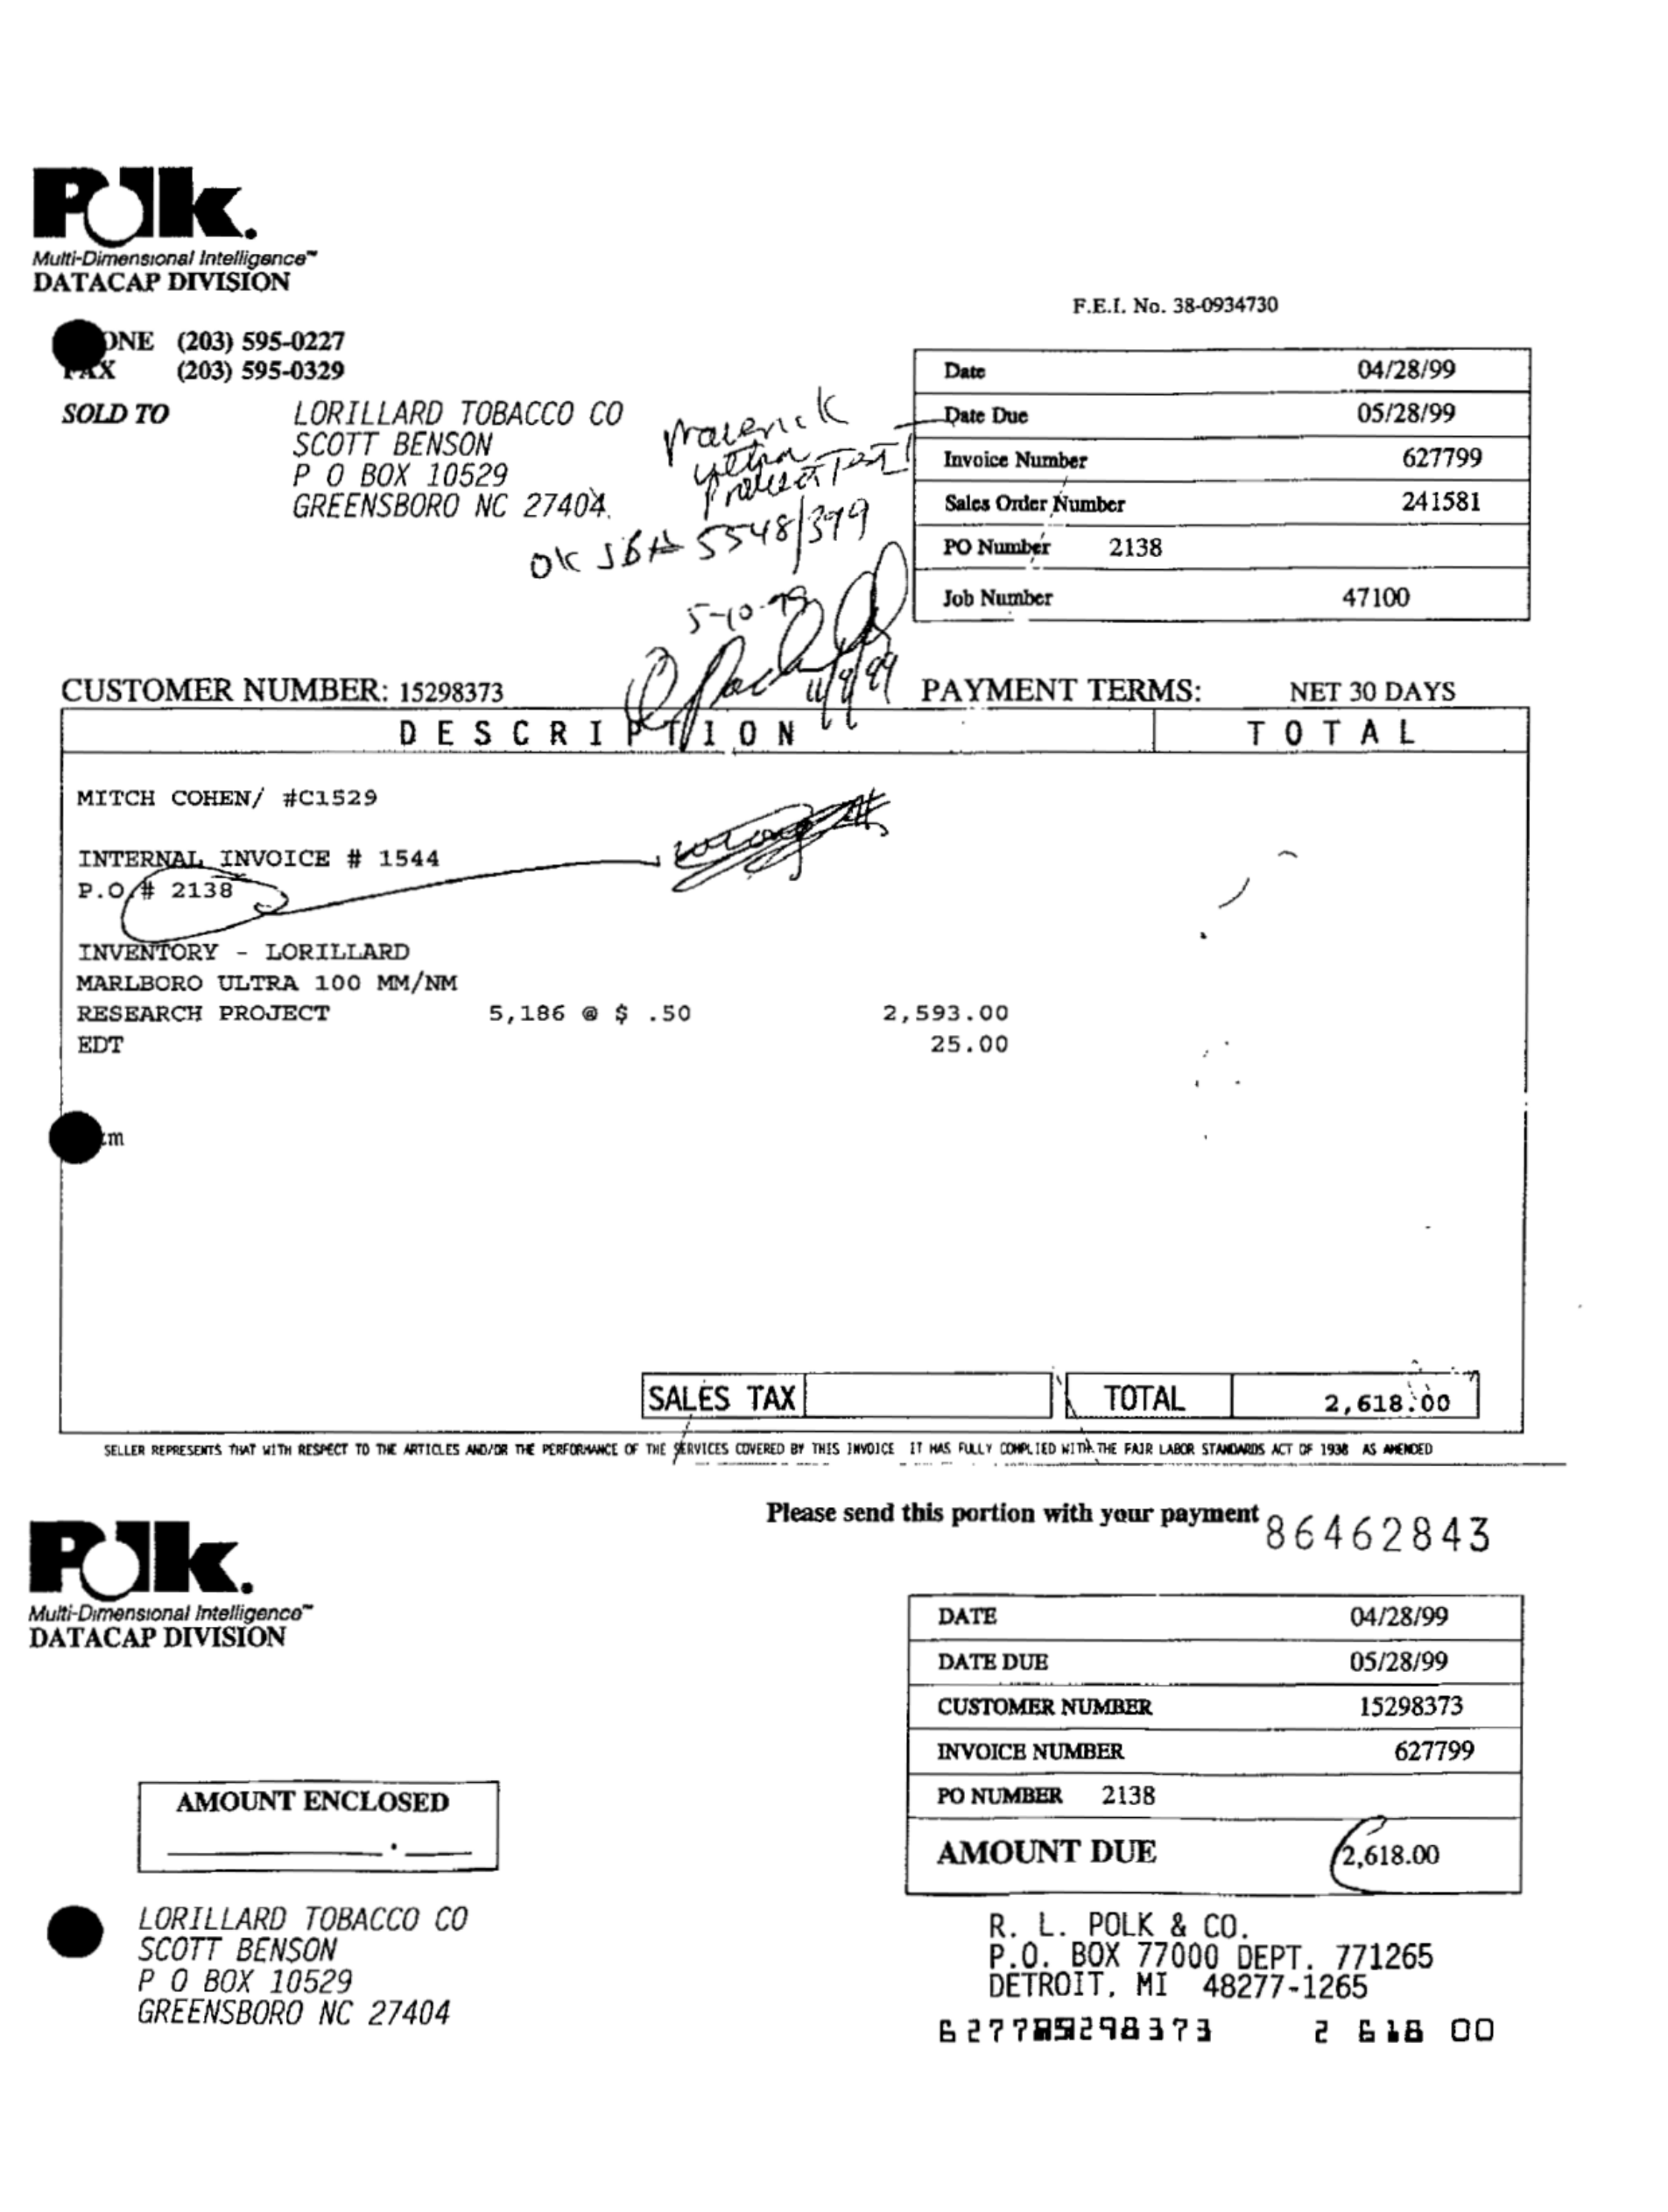 Polk.
Multi-Dimensional Intelligence™
DATACAP DIVISION
F.E.I. No. 38-0934730
ONE (203) 595-0227
FAX (203) 595-0329
SOLD TO
LORILLARD TOBACCO CO
SCOTT BENSON
P O BOX 10529
GREENSBORO NC 27404
Maverick
ultra
Product Test
OK 5548/399
5-10-99
11/9/99
Date 04/28/99
Date Due 05/28/99
Invoice Number 627799
Sales Order Number 241581
PO Number 2138
Job Number 47100
CUSTOMER NUMBER: 15298373
PAYMENT TERMS: NET 30 DAYS
DESCRIPTION TOTAL
MITCH COHEN/ #C1529
INTERNAL INVOICE # 1544
P.O.# 2138
wrong #
INVENTORY - LORILLARD
MARLBORO ULTRA 100 MM/NM
RESEARCH PROJECT 5,186 @ $ .50 2,593.00
EDT 25.00
SALES TAX TOTAL 2,618.00
SELLER REPRESENTS THAT WITH RESPECT TO THE ARTICLES AND/OR THE PERFORMANCE OF THE SERVICES COVERED BY THIS INVOICE IT HAS FULLY COMPLIED WITH THE FAIR LABOR STANDARDS ACT OF 1938 AS AMENDED
Please send this portion with your payment
86462843
Polk.
Multi-Dimensional Intelligence™
DATACAP DIVISION
DATE 04/28/99
DATE DUE 05/28/99
CUSTOMER NUMBER 15298373
INVOICE NUMBER 627799
PO NUMBER 2138
AMOUNT DUE 2,618.00
AMOUNT ENCLOSED
LORILLARD TOBACCO CO
SCOTT BENSON
P O BOX 10529
GREENSBORO NC 27404
R. L. POLK & CO.
P.O. BOX 77000 DEPT. 771265
DETROIT, MI 48277-1265
2 618 00